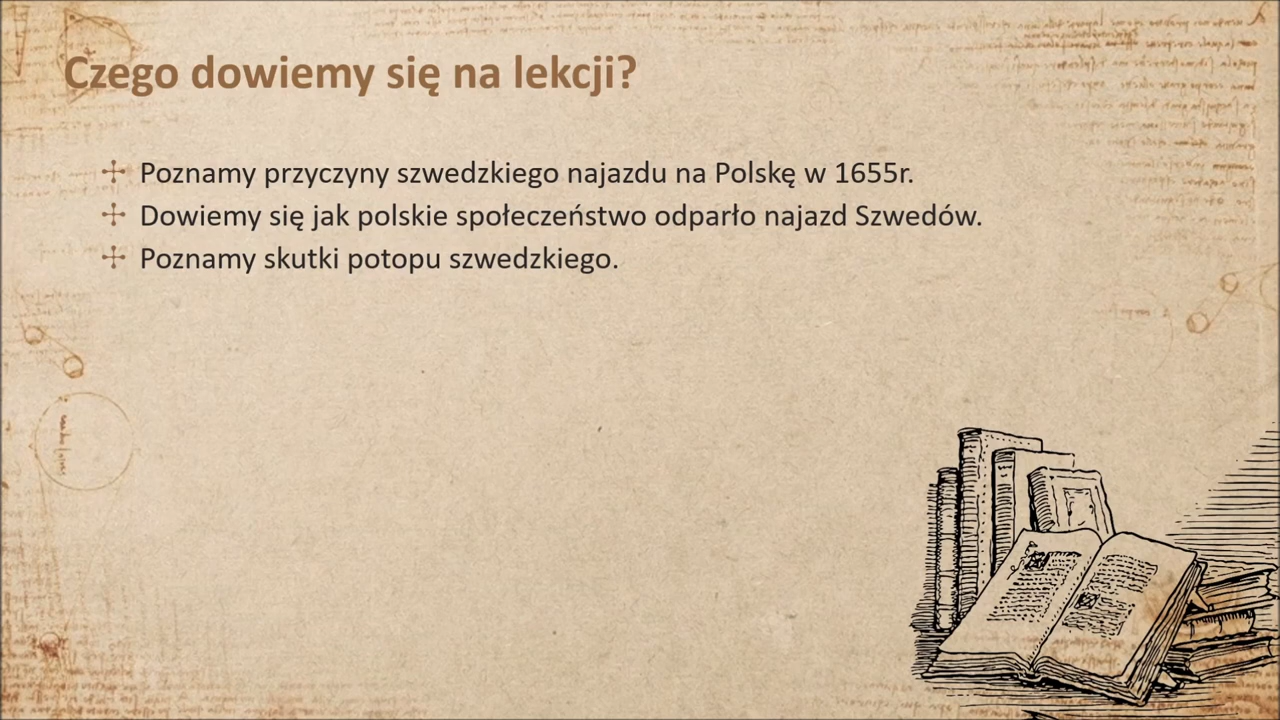 Czego dowiemy się na lekcji?
Poznamy przyczyny szwedzkiego najazdu na Polskę w 1655r.
Dowiemy się jak polskie społeczeństwo odparło najazd Szwedów.
Poznamy skutki potopu szwedzkiego.